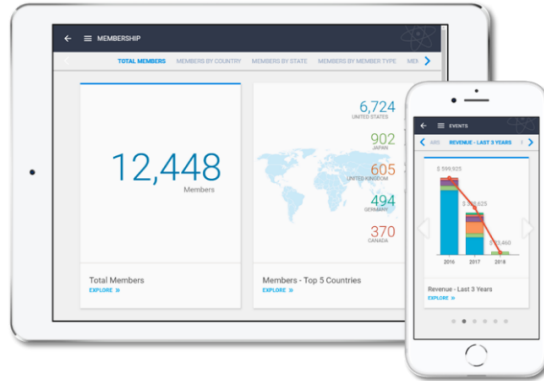 MEMBERSHIP
TOTAL MEMBERS MEMBERS BY COUNTRY MEMBERS BY STATE MEMBERS BY MEMBER TYPE
12,448
Members
Total Members
EXPLORE »
6,724
UNITED STATES
902
JAPAN
605
UNITED KINGDOM
494
GERMANY
370
CANADA
Members - Top 5 Countries
EXPLORE »
EVENTS
REVENUE - LAST 3 YEARS
$ 599,925
2016 2017 2018
Revenue - Last 3 Years
EXPLORE »